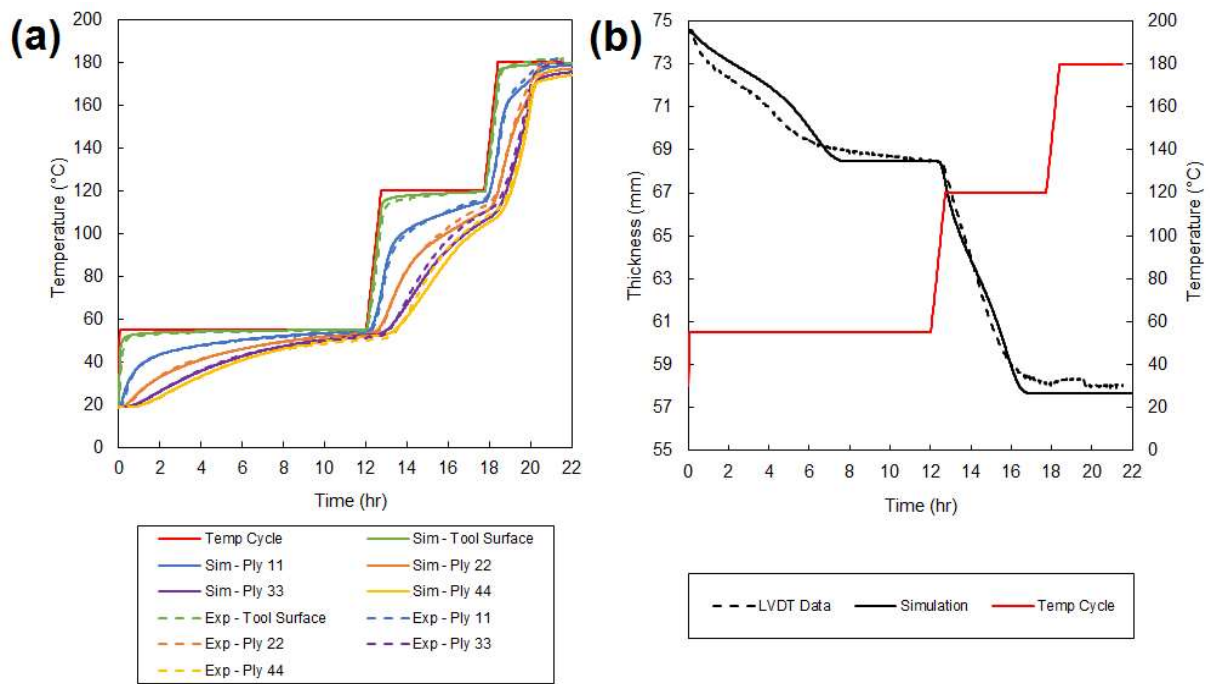 (a)
200
180
160
140
120
100
80
60
40
20
0
Temperature (°C)
0 2 4 6 8 10 12 14 16 18 20 22
Time (hr)
Temp Cycle Sim - Tool Surface
Sim - Ply 11 Sim - Ply 22
Sim - Ply 33 Sim - Ply 44
Exp - Tool Surface Exp - Ply 11
Exp - Ply 22 Exp - Ply 33
Exp - Ply 44
(b)
75
73
71
69
67
65
63
61
59
57
55
Thickness (mm)
200
180
160
140
120
100
80
60
40
20
0
Temperature (°C)
0 2 4 6 8 10 12 14 16 18 20 22
Time (hr)
LVDT Data Simulation Temp Cycle